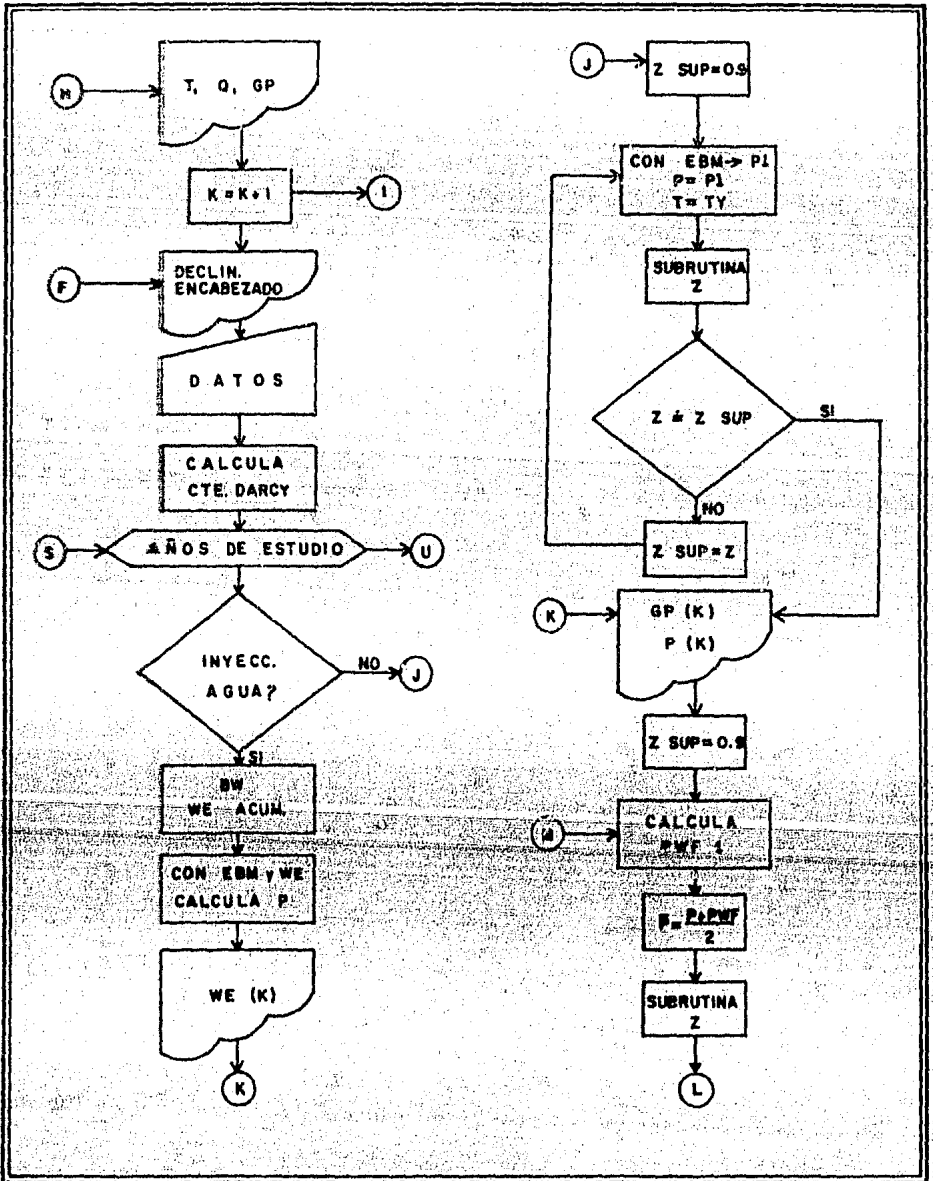 H
T, Q, GP
K = K + 1
I
F
DECLIN.
ENCABEZADO
DATOS
CALCULA
CTE. DARCY
S
AÑOS DE ESTUDIO
U
INYECC.
AGUA?
NO
J
SI
BW
WE ACUM.
CON EBM y WE
CALCULA P
WE (K)
K
J
Z SUP = 0.9
CON EBM → P1
P = P1
T = TY
SUBRUTINA
Z
Z ≐ Z SUP
SI
NO
Z SUP = Z
K
GP (K)
P (K)
Z SUP = 0.9
M
CALCULA
PWF 1
P̄ = P+PWF
2
SUBRUTINA
Z
L